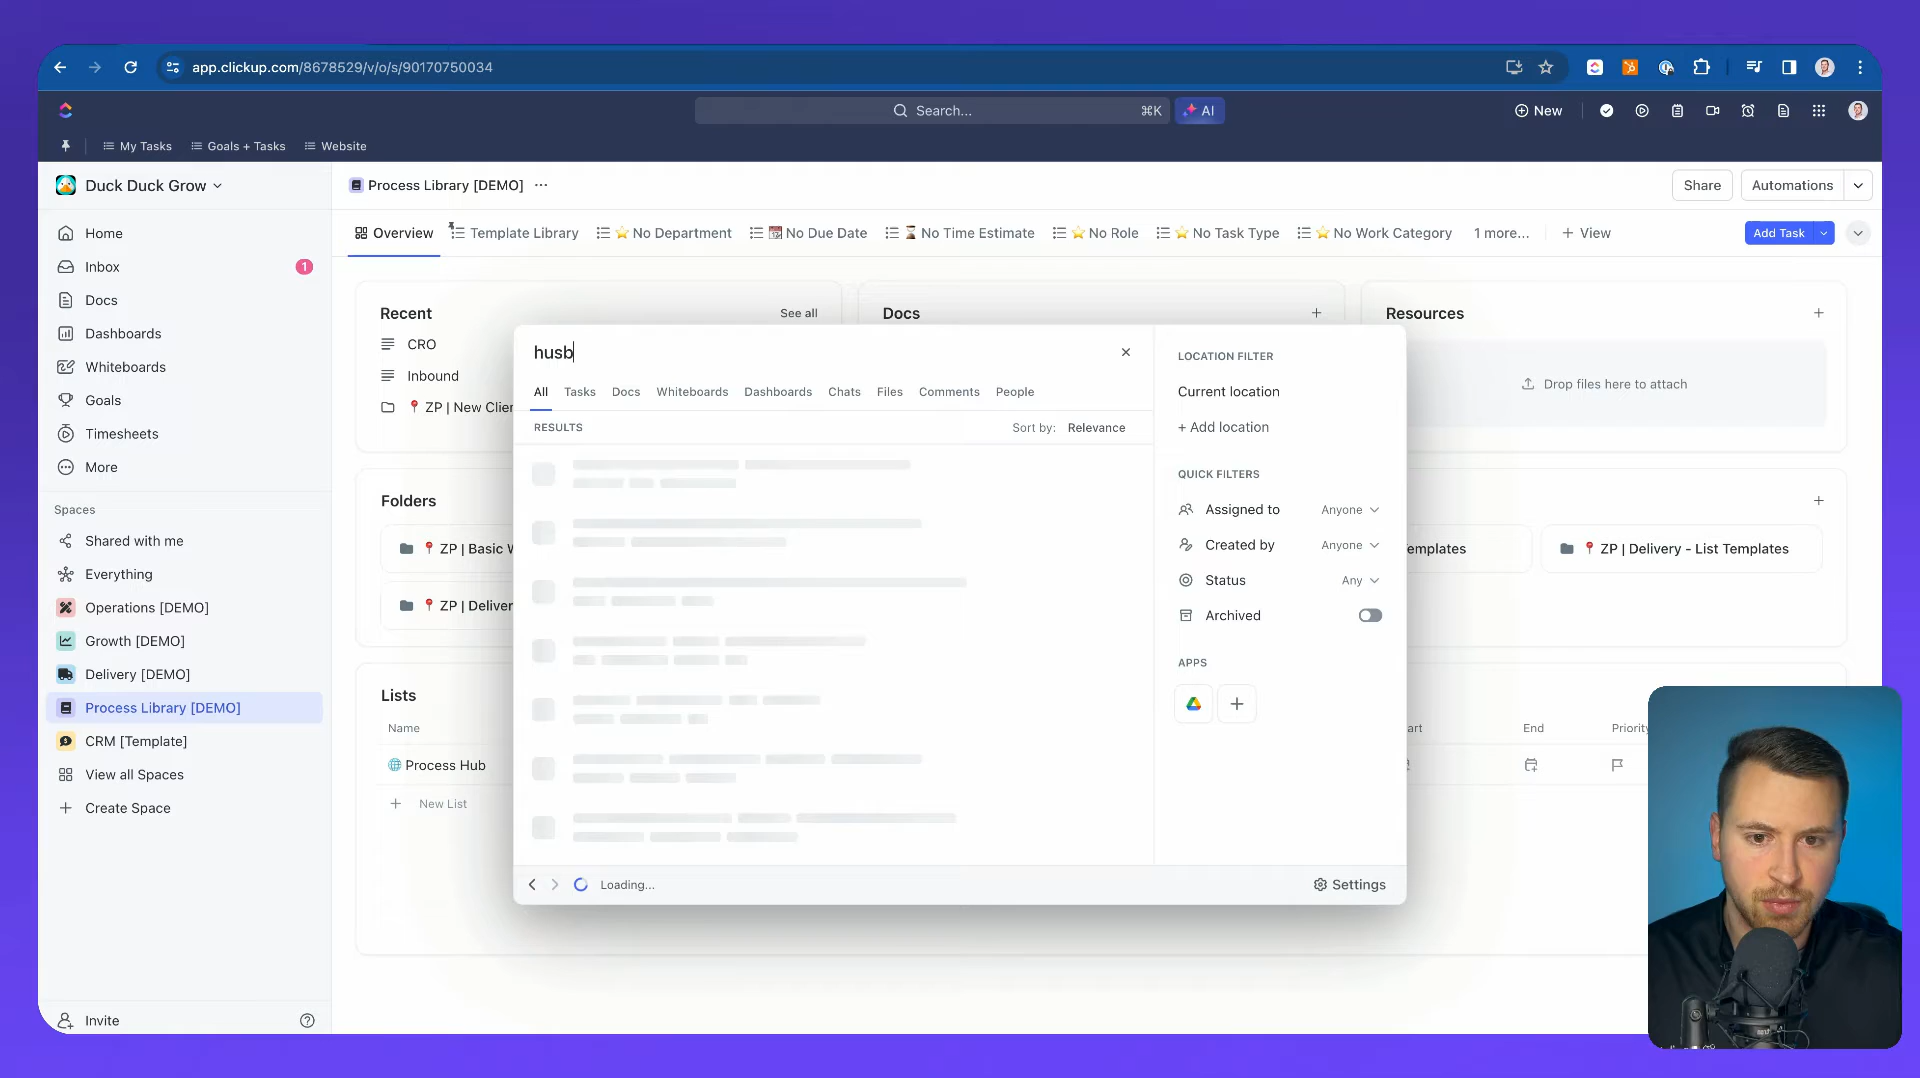 app.clickup.com/8678529/v/o/s/90170750034
Search... ⌘K AI
New
My Tasks Goals + Tasks Website
Duck Duck Grow
Process Library [DEMO] ...
Share Automations
Overview Template Library No Department No Due Date No Time Estimate No Role No Task Type No Work Category 1 more... + View
Add Task
Home
Inbox 1
Docs
Dashboards
Whiteboards
Goals
Timesheets
More
Spaces
Shared with me
Everything
Operations [DEMO]
Growth [DEMO]
Delivery [DEMO]
Process Library [DEMO]
CRM [Template]
View all Spaces
Create Space
Invite
Recent See all
CRO
Inbound
ZP | New Clien
Docs
Resources
Drop files here to attach
Folders
ZP | Basic W
ZP | Deliver
emplates
ZP | Delivery - List Templates
Lists
Name
Process Hub
New List
art End Priority
husb
All Tasks Docs Whiteboards Dashboards Chats Files Comments People
RESULTS Sort by: Relevance
Loading...
LOCATION FILTER
Current location
+ Add location
QUICK FILTERS
Assigned to Anyone
Created by Anyone
Status Any
Archived
APPS
Settings